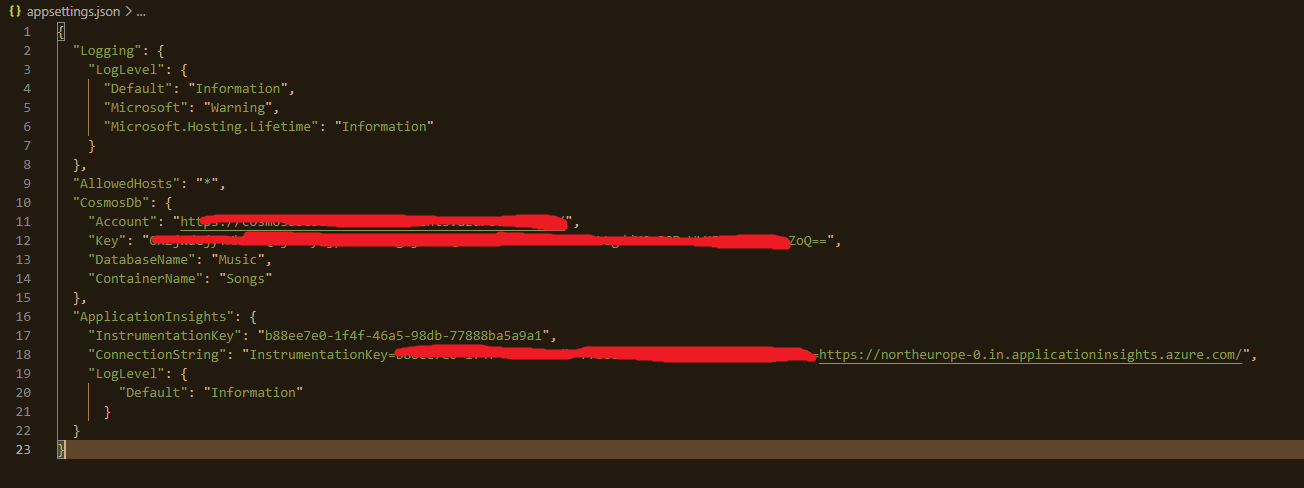 {} appsettings.json > ...
1 {
2 "Logging": {
3 "LogLevel": {
4 "Default": "Information",
5 "Microsoft": "Warning",
6 "Microsoft.Hosting.Lifetime": "Information"
7 }
8 },
9 "AllowedHosts": "*",
10 "CosmosDb": {
11 "Account": "https://",
12 "Key": "ZoQ==",
13 "DatabaseName": "Music",
14 "ContainerName": "Songs"
15 },
16 "ApplicationInsights": {
17 "InstrumentationKey": "b88ee7e0-1f4f-46a5-98db-77888ba5a9a1",
18 "ConnectionString": "InstrumentationKey==https://northeurope-0.in.applicationinsights.azure.com/",
19 "LogLevel": {
20 "Default": "Information"
21 }
22 }
23 }